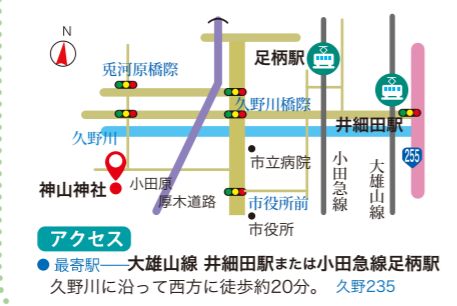 N
足柄駅
兎河原橋際
久野川橋際
井細田駅
久野川
255
市立病院
小田急線
大雄山線
神山神社
小田原
厚木道路
市役所前
市役所
アクセス
● 最寄駅──大雄山線 井細田駅または小田急線足柄駅
久野川に沿って西方に徒歩約20分。 久野235